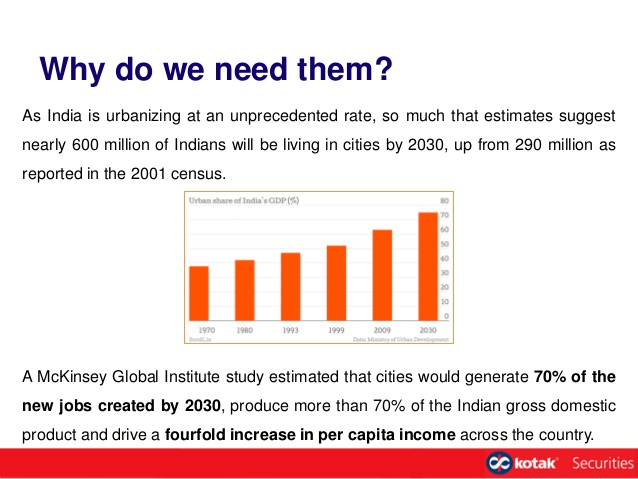 Why do we need them?
As India is urbanizing at an unprecedented rate, so much that estimates suggest
nearly 600 million of Indians will be living in cities by 2030, up from 290 million as
reported in the 2001 census.
Urban share of India's GDP (%)
80
70
60
50
40
30
20
10
0
1970 1980 1993 1999 2009 2030
Scroll.in Data: Ministry of Urban Development
A McKinsey Global Institute study estimated that cities would generate 70% of the
new jobs created by 2030, produce more than 70% of the Indian gross domestic
product and drive a fourfold increase in per capita income across the country.
kotak Securities